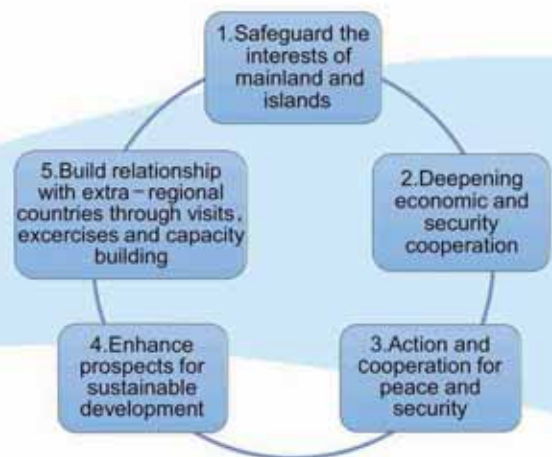 1.Safeguard the
interests of
mainland and
islands
2.Deepening
economic and
security
cooperation
3.Action and
cooperation for
peace and
security
4.Enhance
prospects for
sustainable
development
5.Build relationship
with extra-regional
countries through visits,
excercises and capacity
building